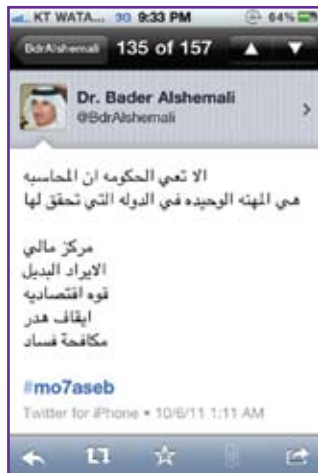 KT WATA... 3G 9:33 PM 64%
BdrAlshemali 135 of 157
Dr. Bader Alshemali
@BdrAlshemali
الا تعي الحكومه ان المحاسبه
هي المهنه الوحيده في الدوله التي تحقق لها
مركز مالي
الايراد البديل
قوه اقتصاديه
ايقاف هدر
مكافحة فساد
#mo7aseb
Twitter for iPhone • 10/6/11 1:11 AM